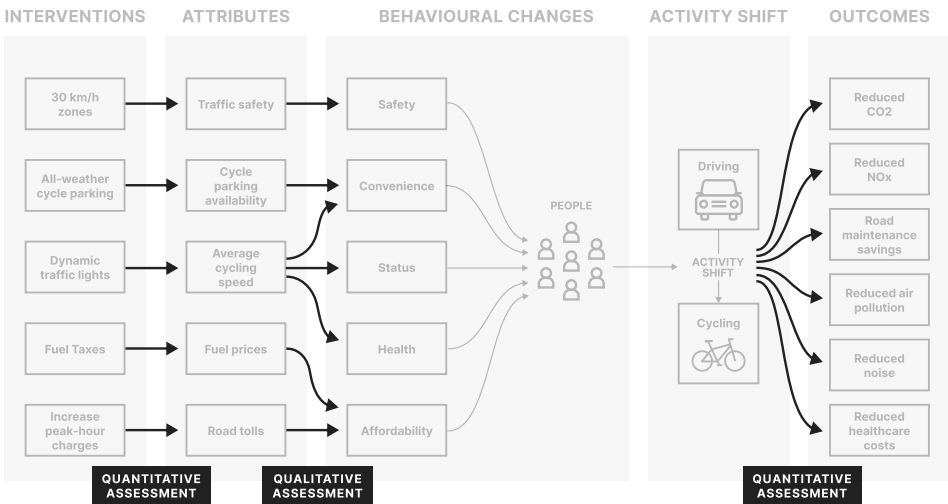 INTERVENTIONS
ATTRIBUTES
BEHAVIOURAL CHANGES
ACTIVITY SHIFT
OUTCOMES
30 km/h
zones
All-weather
cycle parking
Dynamic
traffic lights
Fuel Taxes
Increase
peak-hour
charges
Traffic safety
Cycle
parking
availability
Average
cycling
speed
Fuel prices
Road tolls
Safety
Convenience
Status
Health
Affordability
PEOPLE
Driving
ACTIVITY
SHIFT
Cycling
Reduced
CO2
Reduced
NOx
Road
maintenance
savings
Reduced air
pollution
Reduced
noise
Reduced
healthcare
costs
QUANTITATIVE
ASSESSMENT
QUALITATIVE
ASSESSMENT
QUANTITATIVE
ASSESSMENT